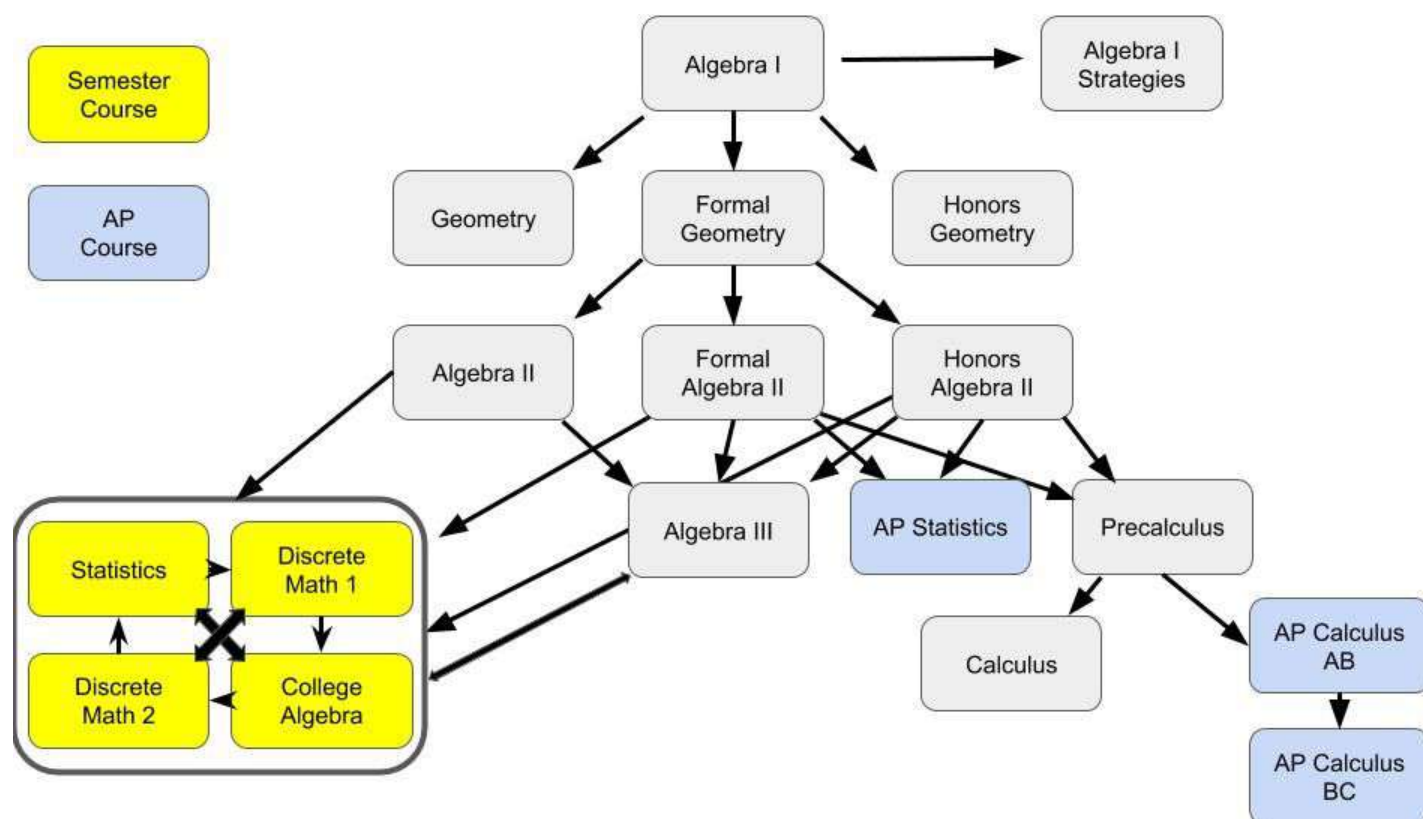 Semester
Course
Algebra I
Algebra I
Strategies
AP
Course
Geometry
Formal
Geometry
Honors
Geometry
Algebra II
Formal
Algebra II
Honors
Algebra II
Statistics
Discrete
Math 1
Algebra III
AP Statistics
Precalculus
Discrete
Math 2
College
Algebra
Calculus
AP Calculus
AB
AP Calculus
BC